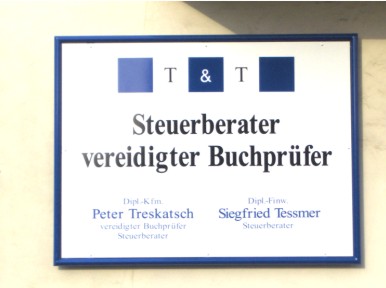 T & T
Steuerberater
vereidigter Buchprüfer
Dipl.-Kfm.
Peter Treskatsch
vereidigter Buchprüfer
Steuerberater
Dipl.-Finw.
Siegfried Tessmer
Steuerberater